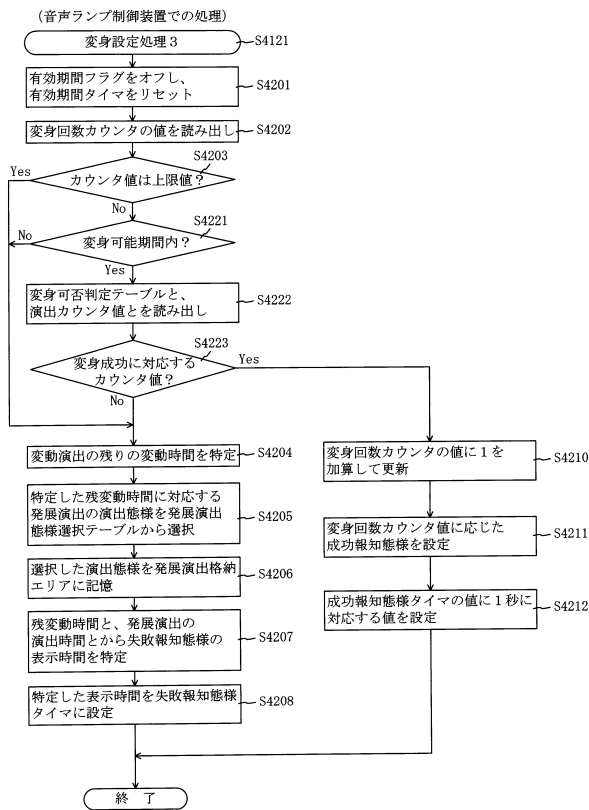 (音声ランプ制御装置での処理)
変身設定処理3
S4121
有効期間フラグをオフし、
有効期間タイマをリセット
S4201
変身回数カウンタの値を読み出し
S4202
S4203
カウンタ値は上限値?
Yes
No
S4221
変身可能期間内?
No
Yes
変身可否判定テーブルと、
演出カウンタ値とを読み出し
S4222
S4223
変身成功に対応する
カウンタ値?
Yes
No
変動演出の残りの変動時間を特定
S4204
特定した残変動時間に対応する
発展演出の演出態様を発展演出
態様選択テーブルから選択
S4205
選択した演出態様を発展演出格納
エリアに記憶
S4206
残変動時間と、発展演出の
演出時間とから失敗報知態様の
表示時間を特定
S4207
特定した表示時間を失敗報知態様
タイマに設定
S4208
変身回数カウンタの値に1を
加算して更新
S4210
変身回数カウンタ値に応じた
成功報知態様を設定
S4211
成功報知態様タイマの値に1秒に
対応する値を設定
S4212
終 了